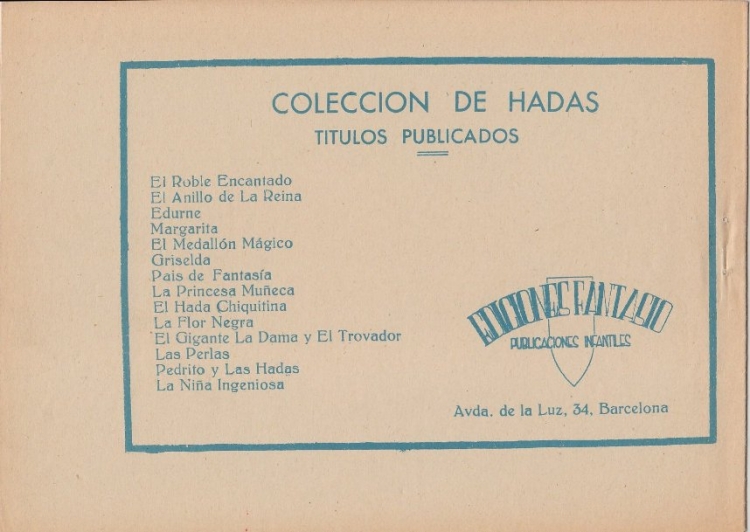 COLECCION DE HADAS
TITULOS PUBLICADOS
El Roble Encantado
El Anillo de La Reina
Edurne
Margarita
El Medallón Mágico
Griselda
Pais de Fantasía
La Princesa Muñeca
El Hada Chiquitina
La Flor Negra
El Gigante La Dama y El Trovador
Las Perlas
Pedrito y Las Hadas
La Niña Ingeniosa
EDICIONES FANTASIO
PUBLICACIONES INFANTILES
Avda. de la Luz, 34, Barcelona